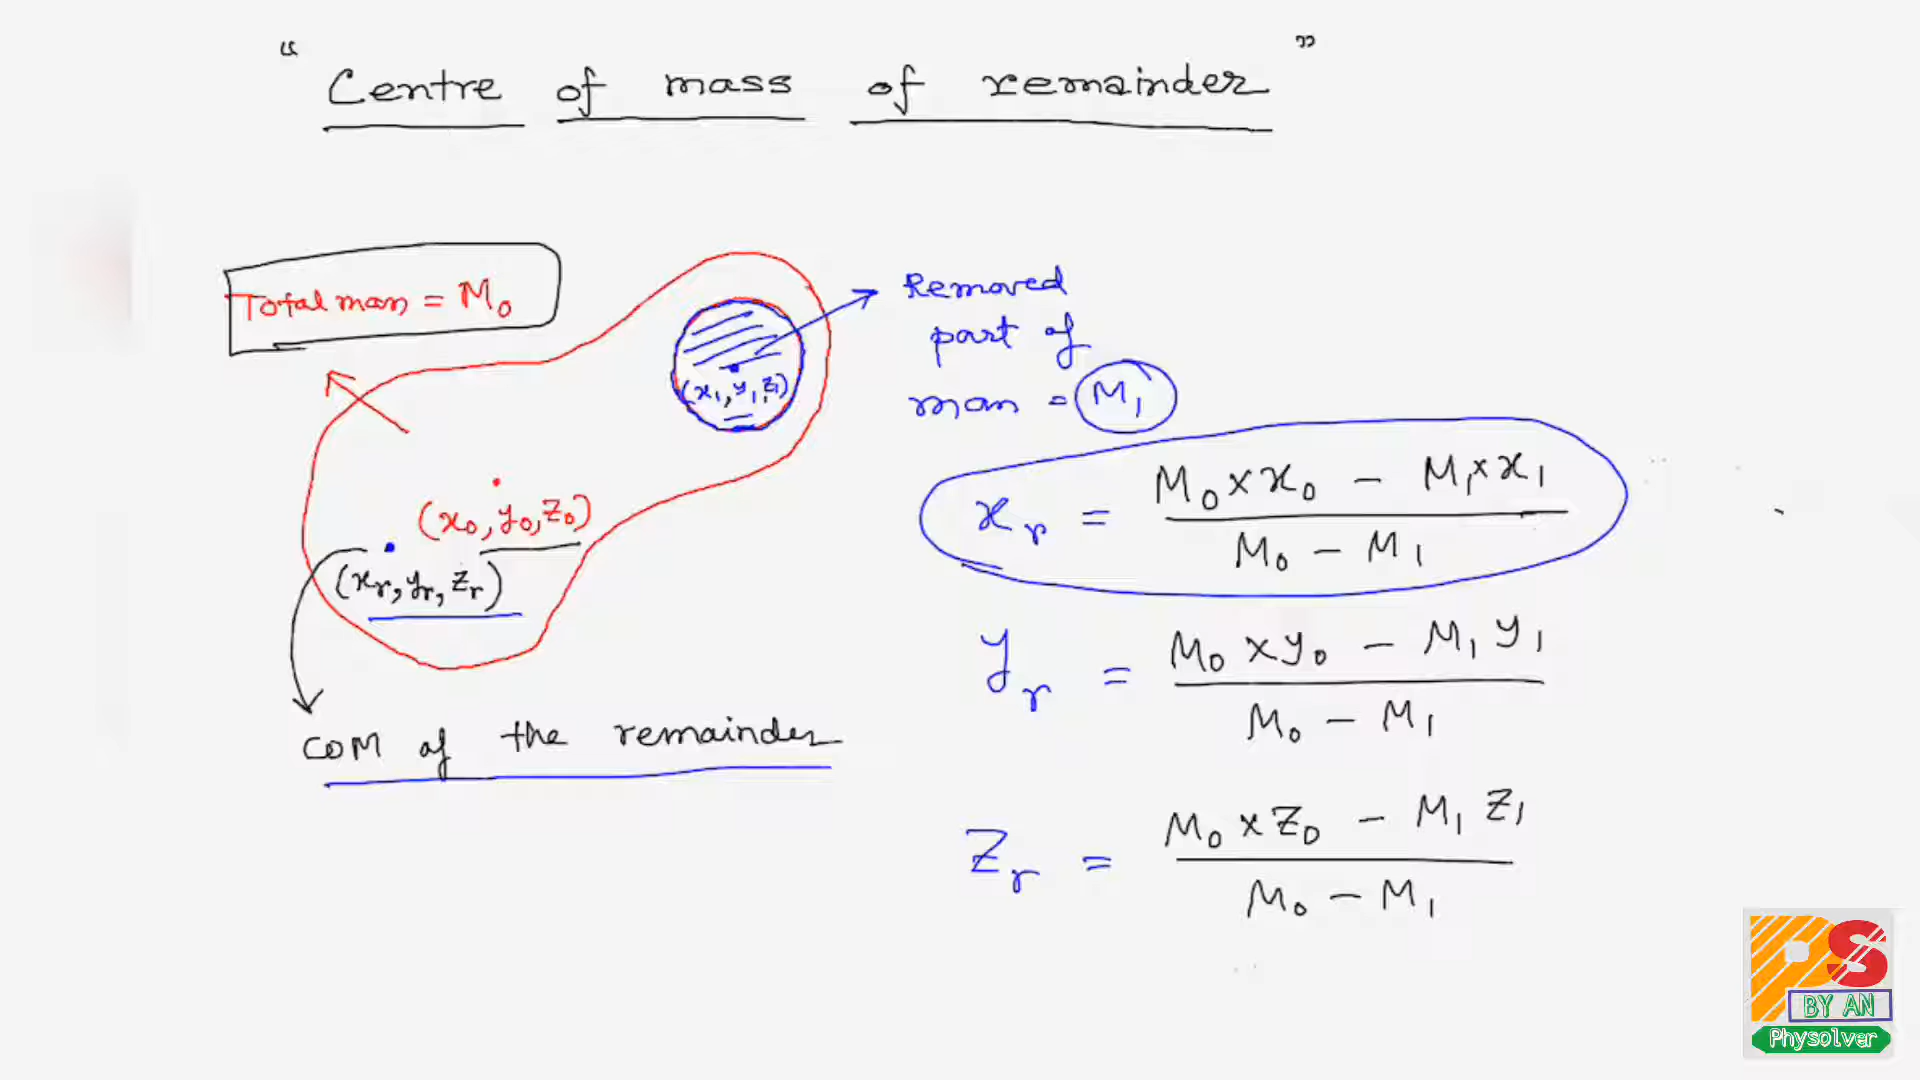 “ Centre of mass of remainder ”
Total mass = M₀
Removed
part of
mass = M₁
(x₁, y₁, z₁)
(x₀, y₀, z₀)
(xᵣ, yᵣ, zᵣ)
COM of the remainder
xᵣ = (M₀ × x₀ − M₁ × x₁) / (M₀ − M₁)
yᵣ = (M₀ × y₀ − M₁ y₁) / (M₀ − M₁)
zᵣ = (M₀ × z₀ − M₁ z₁) / (M₀ − M₁)
PS
BY AN
Physolver